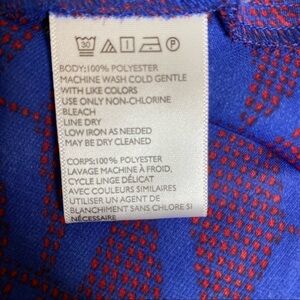 30 P
BODY:100% POLYESTER
MACHINE WASH COLD GENTLE
WITH LIKE COLORS
USE ONLY NON-CHLORINE
BLEACH
LINE DRY
LOW IRON AS NEEDED
MAY BE DRY CLEANED
CORPS:100% POLYESTER
LAVAGE MACHINE À FROID,
CYCLE LINGE DÉLICAT
AVEC COULEURS SIMILAIRES
UTILISER UN AGENT DE
BLANCHIMENT SANS CHLORE SI
NÉCESSAIRE